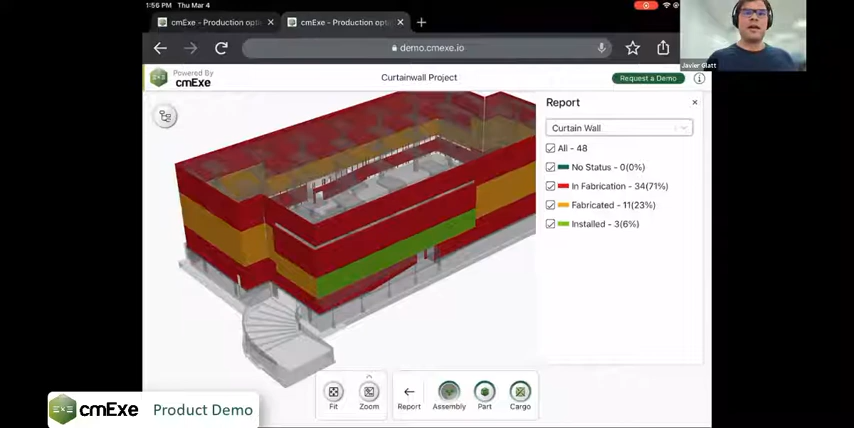 1:56 PM Thu Mar 4
cmExe - Production opti
cmExe - Production opti
demo.cmexe.io
Powered By
cmExe
Curtainwall Project
Request a Demo
Javier Glatt
Report
Curtain Wall
All - 48
No Status - 0(0%)
In Fabrication - 34(71%)
Fabricated - 11(23%)
Installed - 3(6%)
Fit
Zoom
Report
Assembly
Part
Cargo
EXE
cmExe
Product Demo